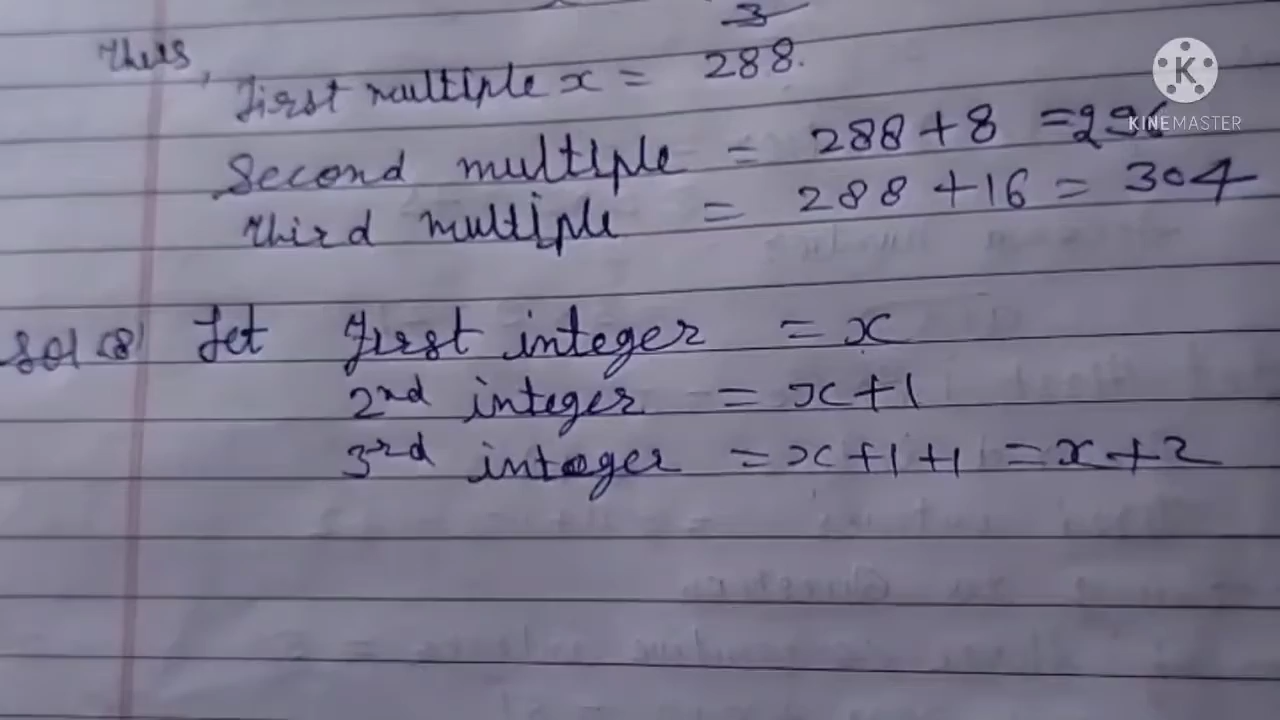 3
Thus,
First multiple x = 288.
Second multiple = 288 + 8 = 296
Third multiple = 288 + 16 = 304
Sol (8) Let first integer = x
2nd integer = x+1
3rd integer = x+1+1 = x+2
K
KINEMASTER